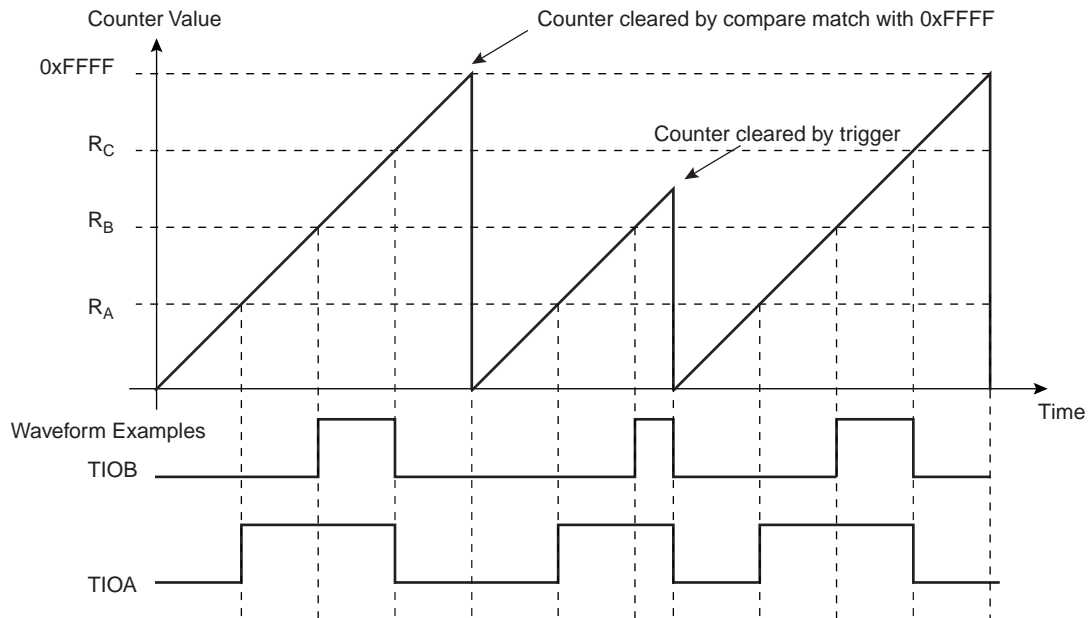 Counter Value
Counter cleared by compare match with 0xFFFF
0xFFFF
RC
Counter cleared by trigger
RB
RA
Time
Waveform Examples
TIOB
TIOA